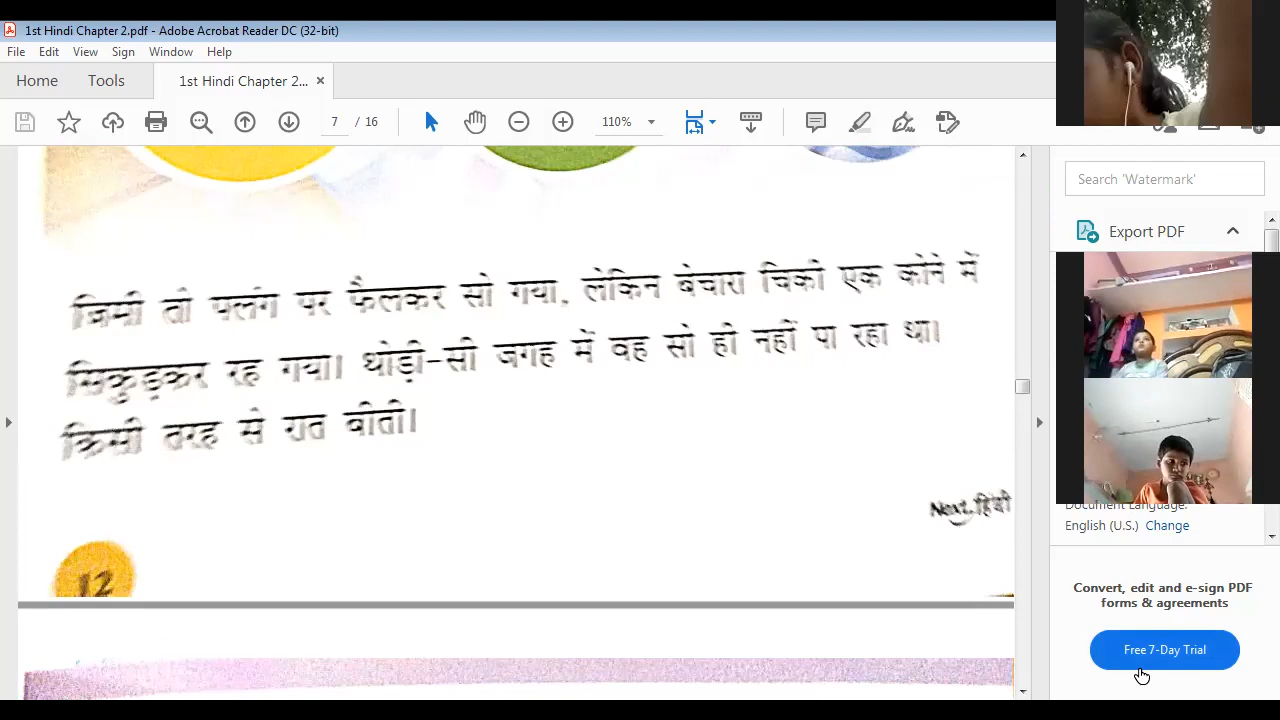 1st Hindi Chapter 2.pdf - Adobe Acrobat Reader DC (32-bit)
File Edit View Sign Window Help
Home Tools 1st Hindi Chapter 2... ×
7 / 16 110%
Search 'Watermark'
Export PDF
जिमी तो पलंग पर फैलकर सो गया, लेकिन बेचारा चिकी एक कोने में
सिकुड़कर रह गया। थोड़ी-सी जगह में वह सो ही नहीं पा रहा था।
किसी तरह से रात बीती।
Next हिंदी
12
Document Language:
English (U.S.) Change
Convert, edit and e-sign PDF
forms & agreements
Free 7-Day Trial